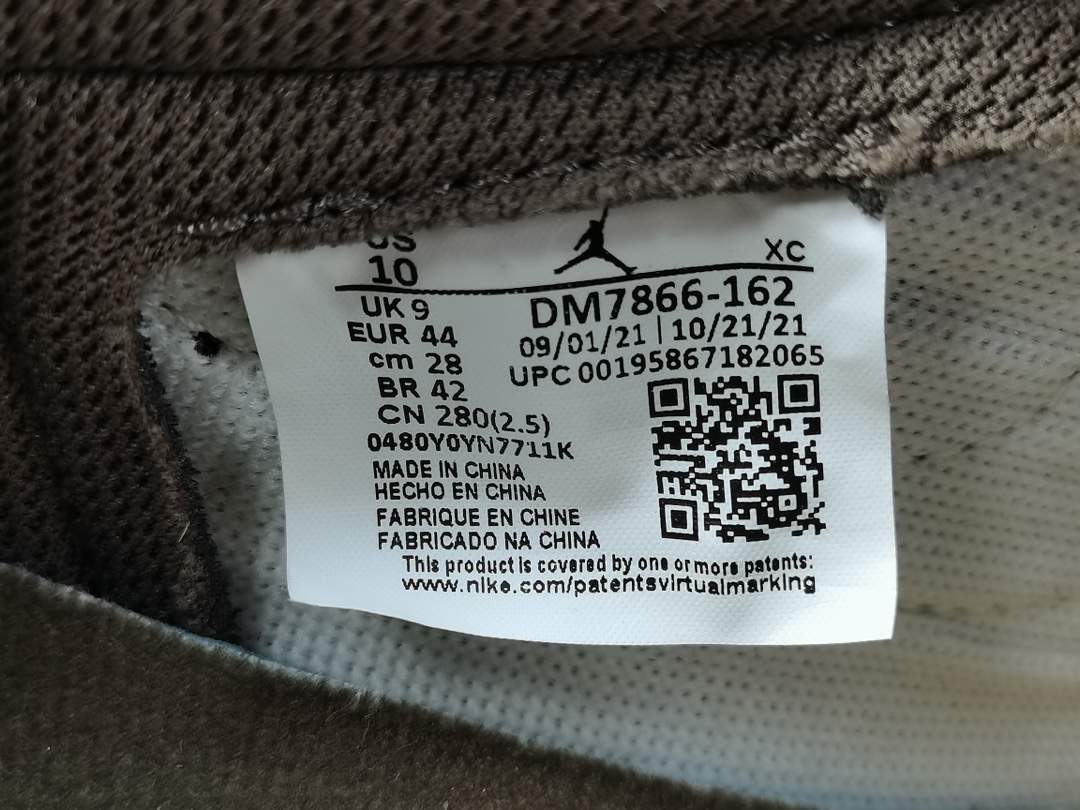 US
10
XC
UK 9
EUR 44
cm 28
BR 42
CN 280(2.5)
DM7866-162
09/01/21 | 10/21/21
UPC 00195867182065
0480Y0YN7711K
MADE IN CHINA
HECHO EN CHINA
FABRIQUE EN CHINE
FABRICADO NA CHINA
This product is covered by one or more patents:
www.nike.com/patentsvirtualmarking